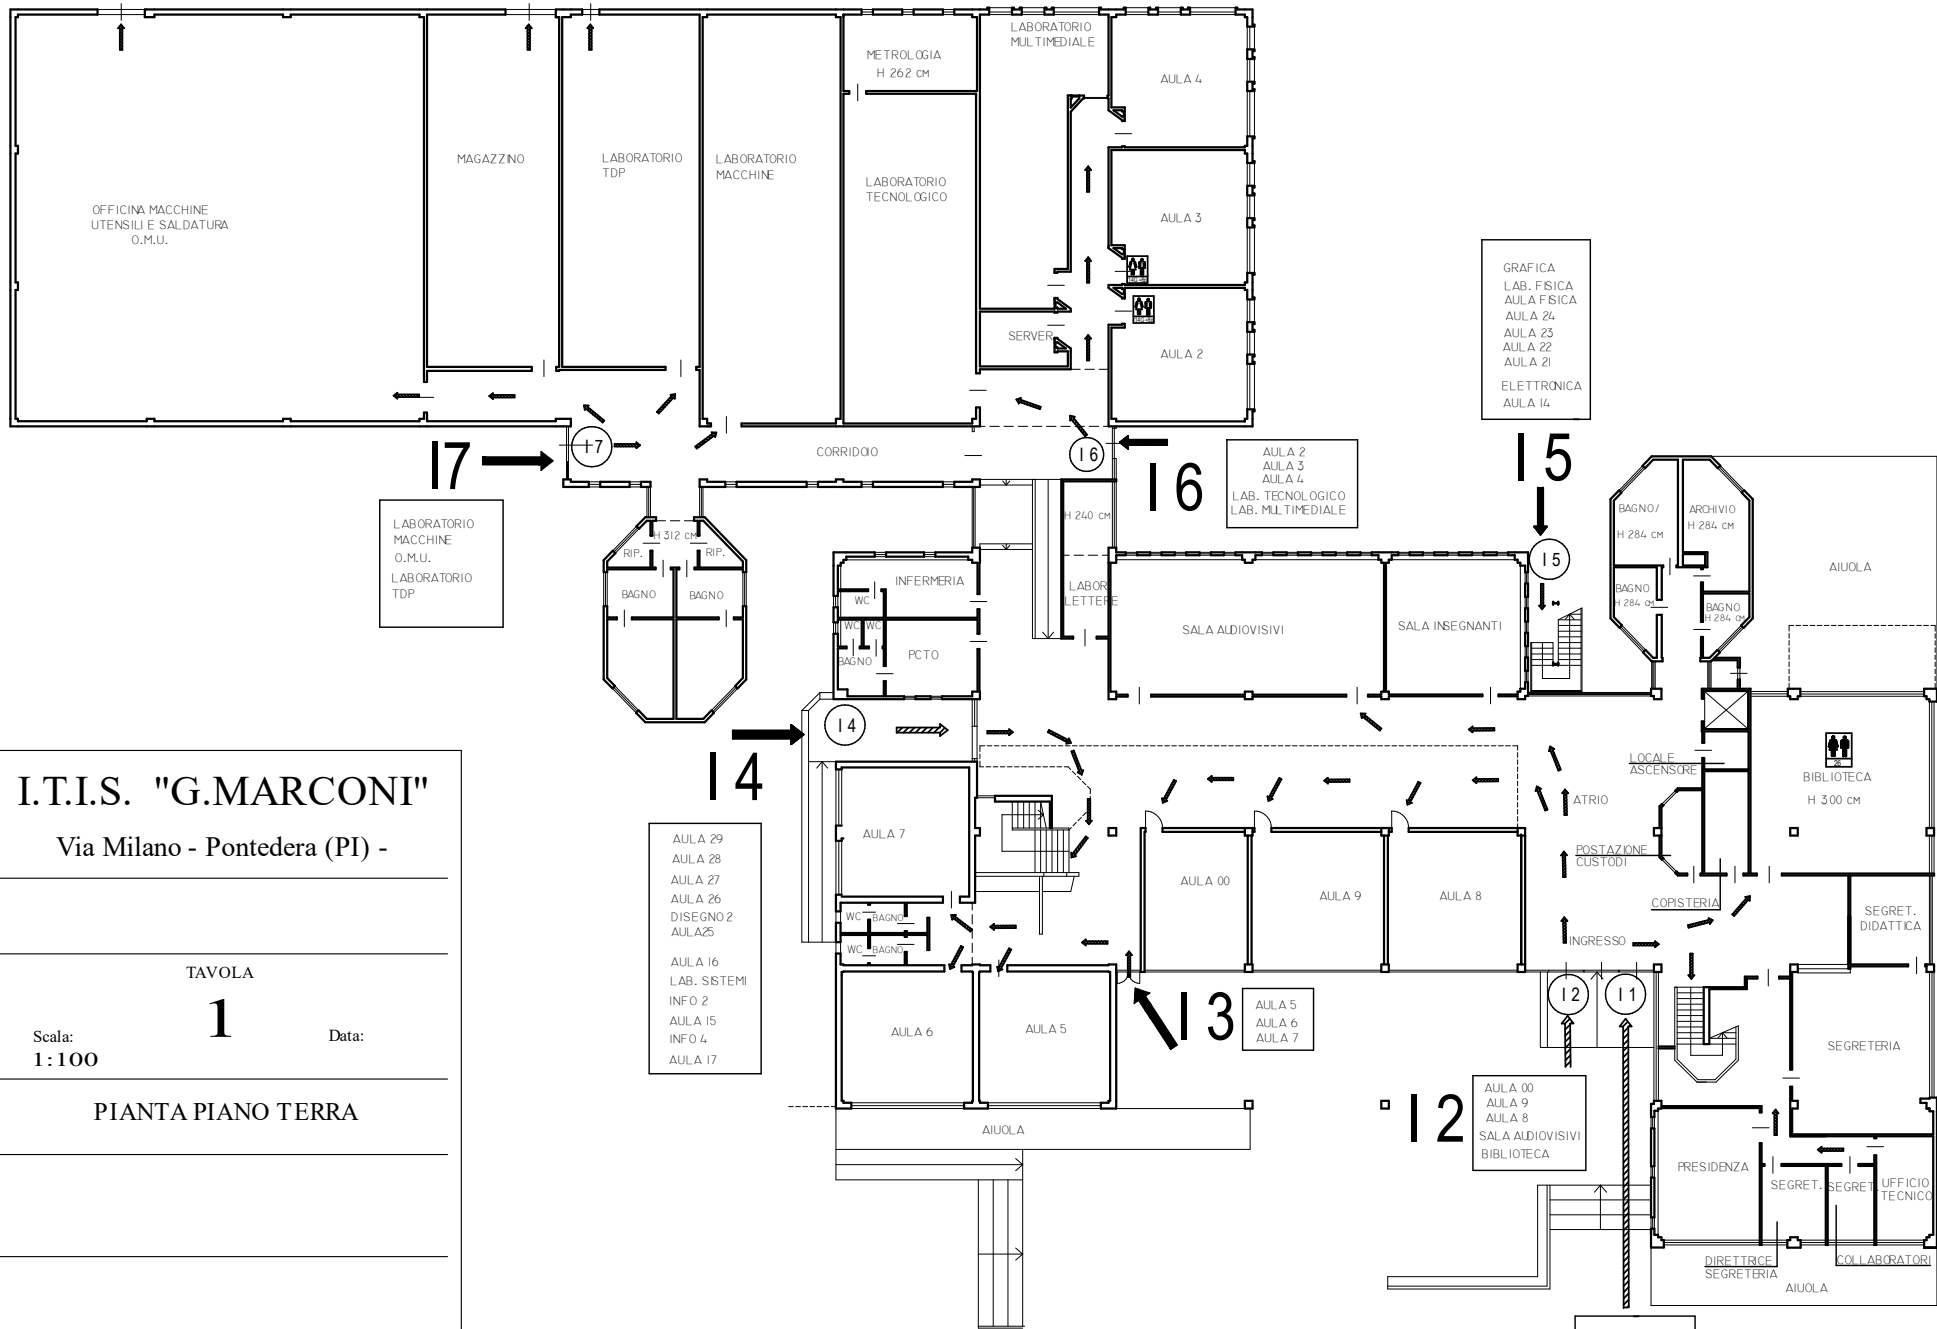 LABORATORIO
MULTIMEDIALE
METROLOGIA
H 262 CM
AULA 4
MAGAZZINO
LABORATORIO
TDP
LABORATORIO
MACCHINE
LABORATORIO
TECNOLOGICO
AULA 3
OFFICINA MACCHINE
UTENSILI E SALDATURA
O.M.U.
SERVER
AULA 2
GRAFICA
LAB. FISICA
AULA FISICA
AULA 24
AULA 23
AULA 22
AULA 21
ELETTRONICA
AULA 14
I7
I7
CORRIDOIO
I6
I6
AULA 2
AULA 3
AULA 4
LAB. TECNOLOGICO
LAB. MULTIMEDIALE
I5
I5
LABORATORIO
MACCHINE
O.M.U.
LABORATORIO
TDP
H 312 CM
RIP.
RIP.
BAGNO
BAGNO
H 240 CM
INFERMERIA
WC
WC
WC
BAGNO
PCTO
LABOR
LETTERE
SALA AUDIOVISIVI
SALA INSEGNANTI
BAGNO/
H 284 CM
ARCHIVIO
H 284 CM
BAGNO
H 284 CM
BAGNO
H 284 CM
AIUOLA
I4
I4
LOCALE
ASCENSORE
26
BIBLIOTECA
H 300 CM
ATRIO
POSTAZIONE
CUSTODI
COPISTERIA
INGRESSO
SEGRET.
DIDATTICA
AULA 7
AULA 00
AULA 9
AULA 8
WC
BAGNO
WC
BAGNO
AULA 29
AULA 28
AULA 27
AULA 26
DISEGNO 2
AULA25
AULA 16
LAB. SISTEMI
INFO 2
AULA 15
INFO 4
AULA 17
AULA 6
AULA 5
I3
AULA 5
AULA 6
AULA 7
I2
I1
SEGRETERIA
I2
AULA 00
AULA 9
AULA 8
SALA AUDIOVISIVI
BIBLIOTECA
AIUOLA
PRESIDENZA
SEGRET.
SEGRET.
UFFICIO
TECNICO
DIRETTRICE
SEGRETERIA
COLLABORATORI
AIUOLA
I.T.I.S. "G.MARCONI"
Via Milano - Pontedera (PI) -
TAVOLA
1
Scala:
1:100
Data:
PIANTA PIANO TERRA